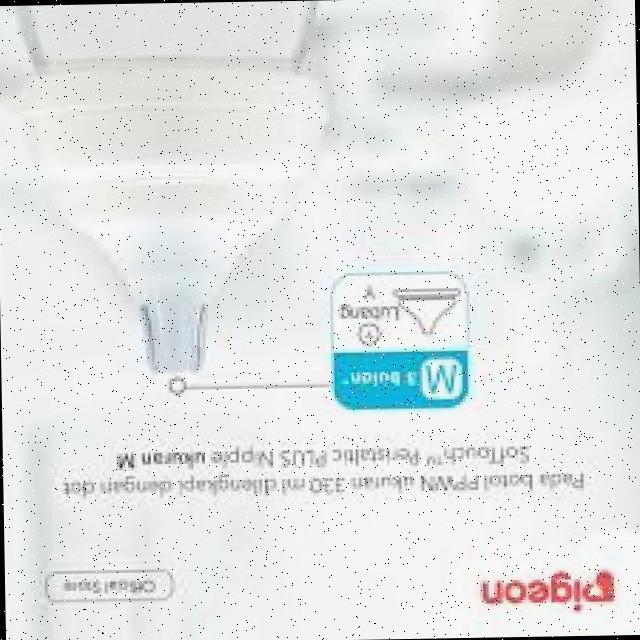 pigeon
Official Store
Pada botol PPWN ukuran 330 ml dilengkapi dengan dot
SofTouch™ Peristaltic PLUS Nipple ukuran M
M 3 bulan⁺
Y
Lubang
Y